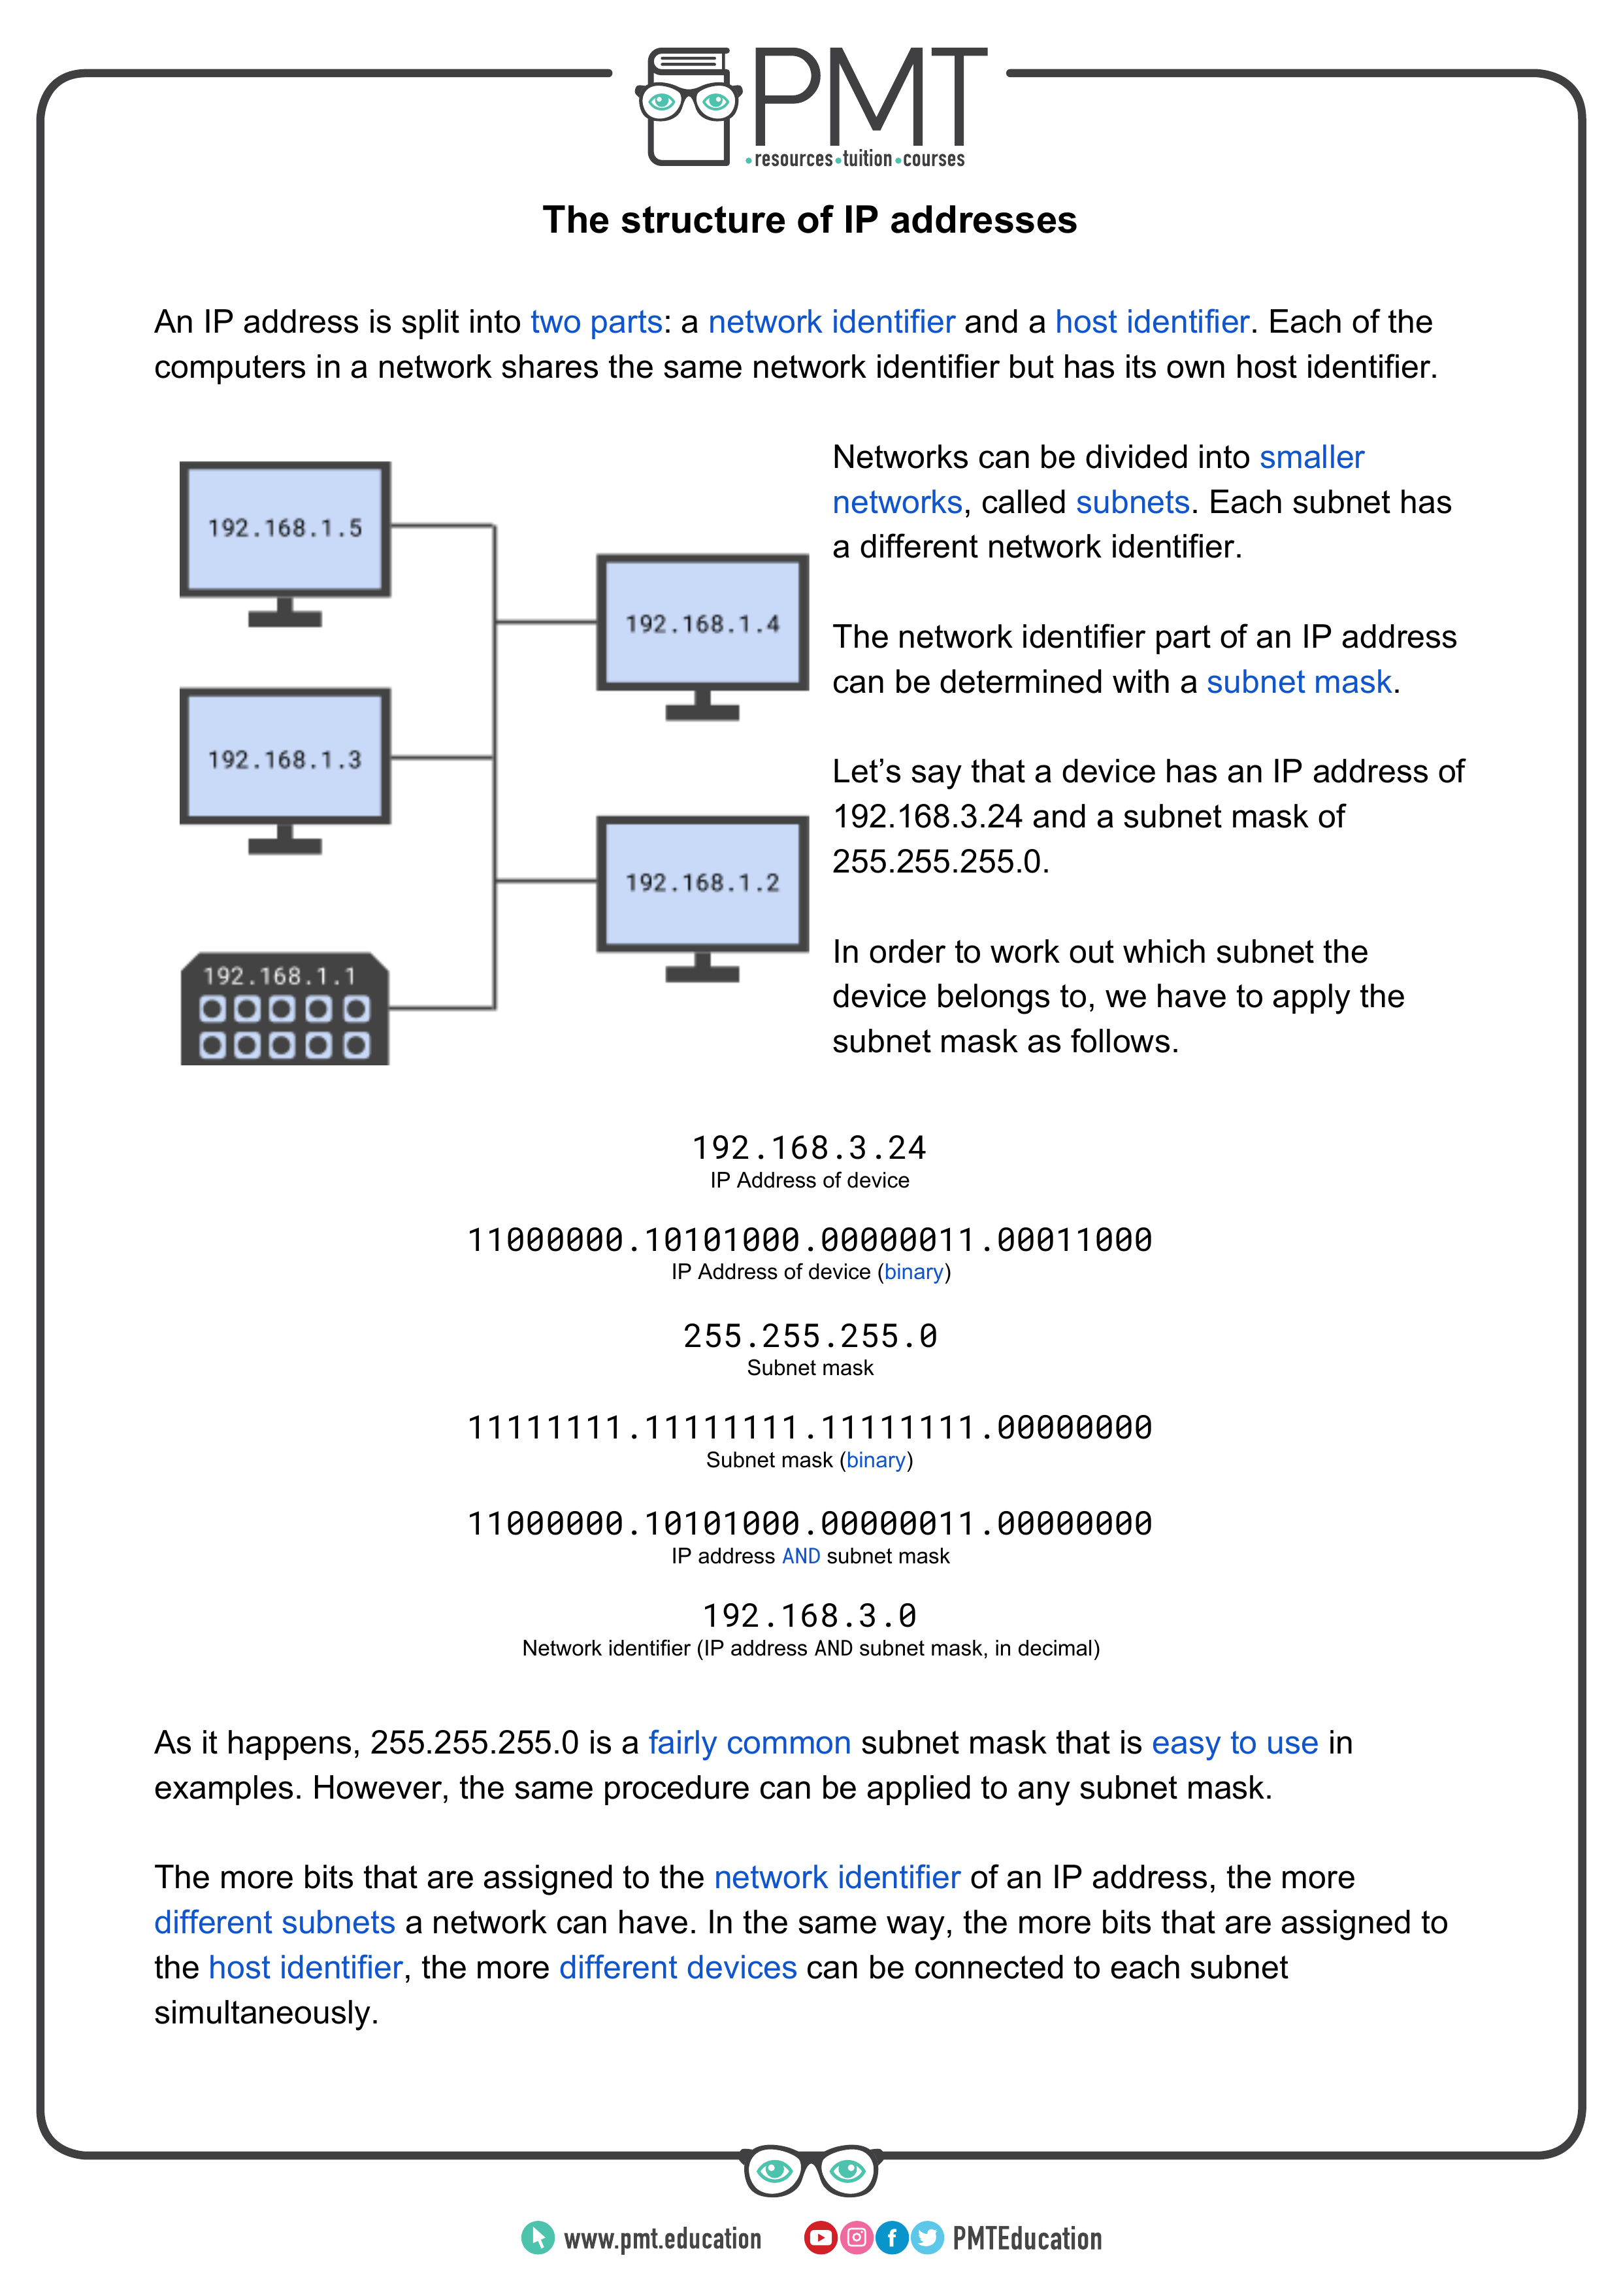 PMT
resources tuition courses
The structure of IP addresses
An IP address is split into two parts: a network identifier and a host identifier. Each of the
computers in a network shares the same network identifier but has its own host identifier.
192.168.1.5
192.168.1.4
192.168.1.3
192.168.1.2
192.168.1.1
Networks can be divided into smaller
networks, called subnets. Each subnet has
a different network identifier.
The network identifier part of an IP address
can be determined with a subnet mask.
Let’s say that a device has an IP address of
192.168.3.24 and a subnet mask of
255.255.255.0.
In order to work out which subnet the
device belongs to, we have to apply the
subnet mask as follows.
192.168.3.24
IP Address of device
11000000.10101000.00000011.00011000
IP Address of device (binary)
255.255.255.0
Subnet mask
11111111.11111111.11111111.00000000
Subnet mask (binary)
11000000.10101000.00000011.00000000
IP address AND subnet mask
192.168.3.0
Network identifier (IP address AND subnet mask, in decimal)
As it happens, 255.255.255.0 is a fairly common subnet mask that is easy to use in
examples. However, the same procedure can be applied to any subnet mask.
The more bits that are assigned to the network identifier of an IP address, the more
different subnets a network can have. In the same way, the more bits that are assigned to
the host identifier, the more different devices can be connected to each subnet
simultaneously.
www.pmt.education PMTEducation